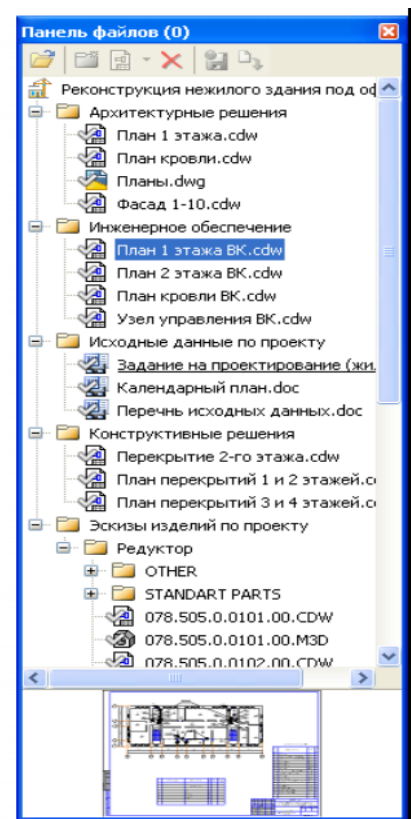 Панель файлов (0)
Реконструкция нежилого здания под оф
Архитектурные решения
План 1 этажа.cdw
План кровли.cdw
Планы.dwg
Фасад 1-10.cdw
Инженерное обеспечение
План 1 этажа ВК.cdw
План 2 этажа ВК.cdw
План кровли ВК.cdw
Узел управления ВК.cdw
Исходные данные по проекту
Задание на проектирование (жи.
Календарный план.doc
Перечнь исходных данных.doc
Конструктивные решения
Перекрытие 2-го этажа.cdw
План перекрытий 1 и 2 этажей.c
План перекрытий 3 и 4 этажей.c
Эскизы изделий по проекту
Редуктор
OTHER
STANDART PARTS
078.505.0.0101.00.CDW
078.505.0.0101.00.M3D
078.505.0.0102.00.CDW